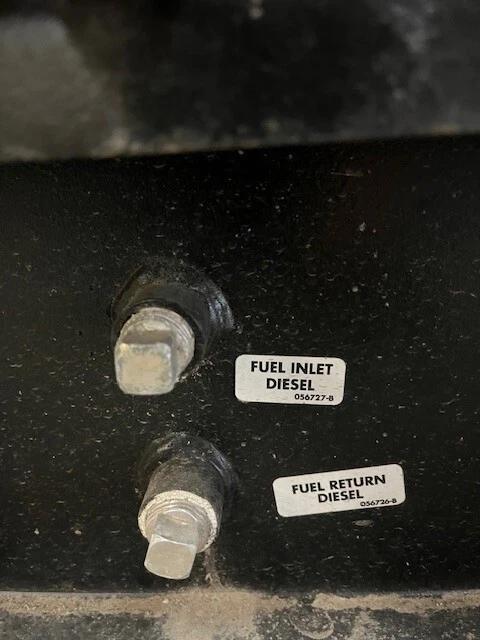 FUEL INLET
DIESEL
056727-B
FUEL RETURN
DIESEL
056726-B